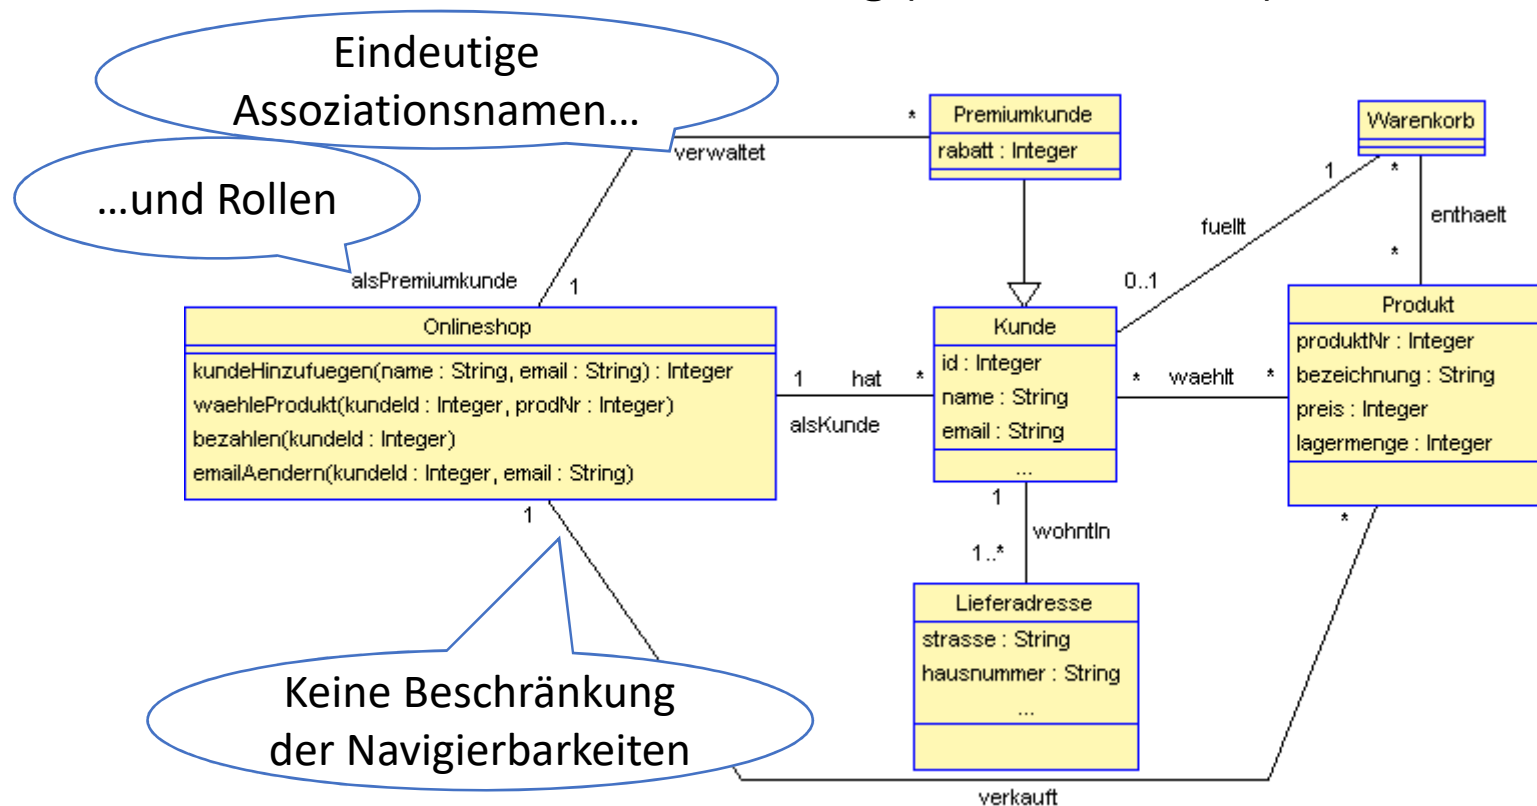 Eindeutige
Assoziationsnamen…
…und Rollen
verwaltet
*
Premiumkunde
rabatt : Integer
Warenkorb
1
*
fuellt
enthaelt
*
0..1
alsPremiumkunde
1
Onlineshop
kundeHinzufuegen(name : String, email : String) : Integer
waehleProdukt(kundeId : Integer, prodNr : Integer)
bezahlen(kundeId : Integer)
emailAendern(kundeId : Integer, email : String)
1 hat *
alsKunde
Kunde
id : Integer
name : String
email : String
...
* waehlt *
Produkt
produktNr : Integer
bezeichnung : String
preis : Integer
lagermenge : Integer
1
wohntIn
1..*
Lieferadresse
strasse : String
hausnummer : String
...
1
*
Keine Beschränkung
der Navigierbarkeiten
verkauft